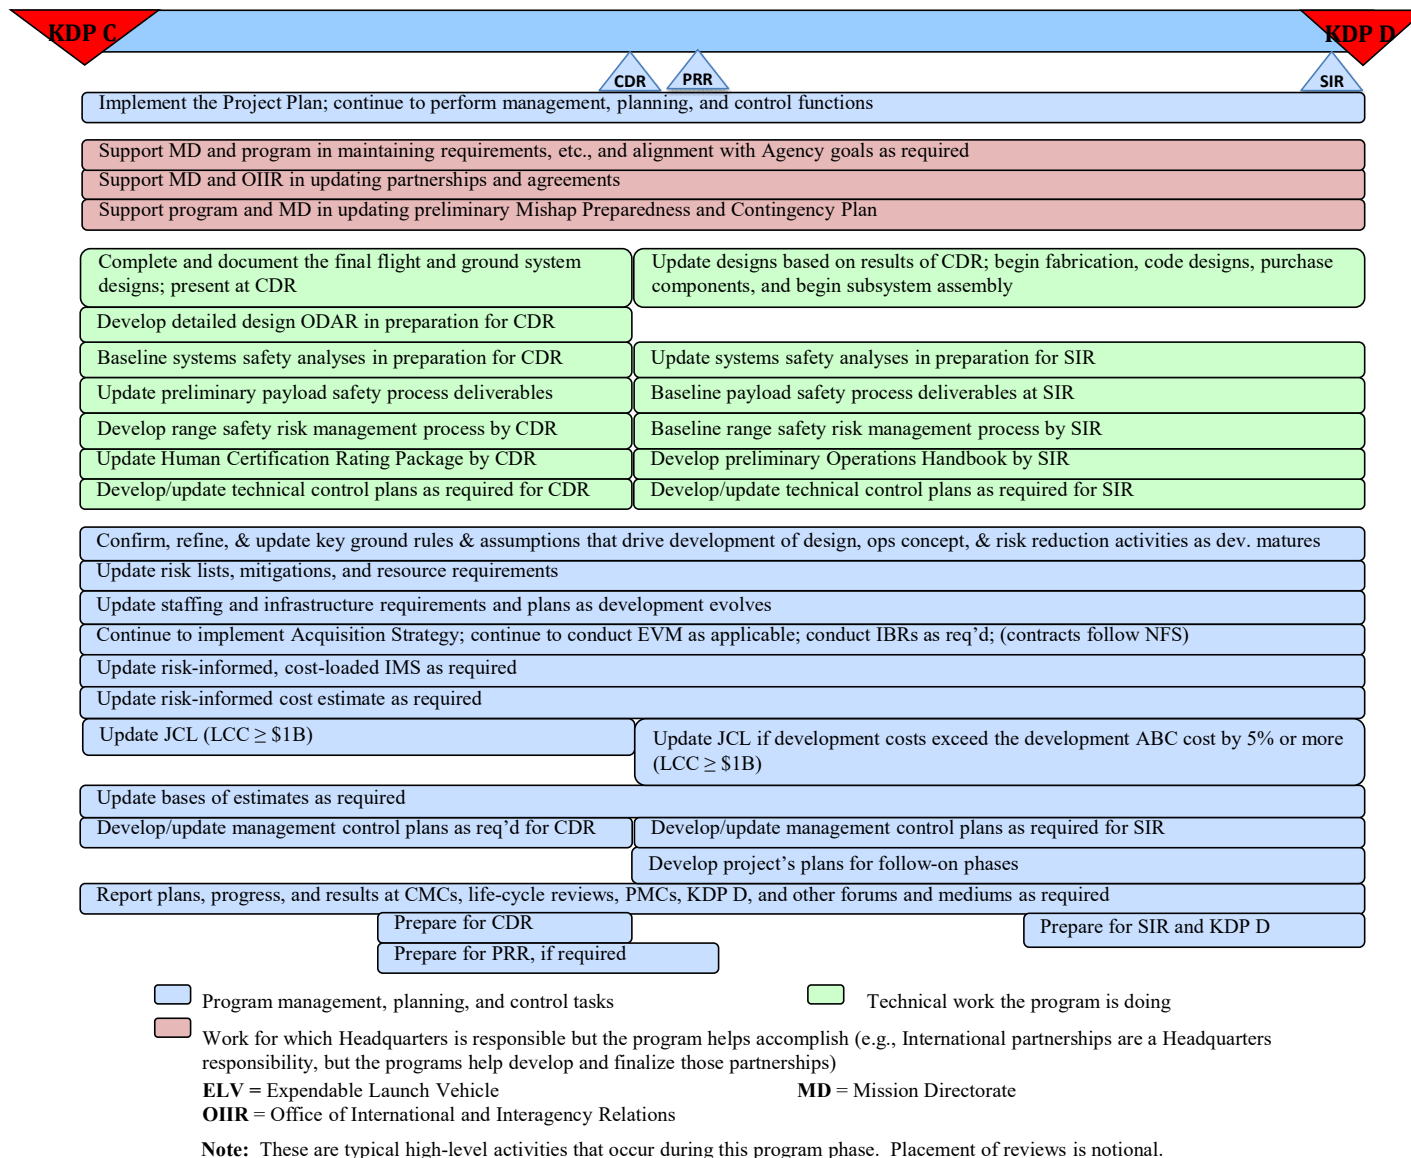 KDP C
KDP D
CDR
PRR
SIR
Implement the Project Plan; continue to perform management, planning, and control functions
Support MD and program in maintaining requirements, etc., and alignment with Agency goals as required
Support MD and OIIR in updating partnerships and agreements
Support program and MD in updating preliminary Mishap Preparedness and Contingency Plan
Complete and document the final flight and ground system
designs; present at CDR
Update designs based on results of CDR; begin fabrication, code designs, purchase
components, and begin subsystem assembly
Develop detailed design ODAR in preparation for CDR
Baseline systems safety analyses in preparation for CDR
Update systems safety analyses in preparation for SIR
Update preliminary payload safety process deliverables
Baseline payload safety process deliverables at SIR
Develop range safety risk management process by CDR
Baseline range safety risk management process by SIR
Update Human Certification Rating Package by CDR
Develop preliminary Operations Handbook by SIR
Develop/update technical control plans as required for CDR
Develop/update technical control plans as required for SIR
Confirm, refine, & update key ground rules & assumptions that drive development of design, ops concept, & risk reduction activities as dev. matures
Update risk lists, mitigations, and resource requirements
Update staffing and infrastructure requirements and plans as development evolves
Continue to implement Acquisition Strategy; continue to conduct EVM as applicable; conduct IBRs as req’d; (contracts follow NFS)
Update risk-informed, cost-loaded IMS as required
Update risk-informed cost estimate as required
Update JCL (LCC ≥ $1B)
Update JCL if development costs exceed the development ABC cost by 5% or more
(LCC ≥ $1B)
Update bases of estimates as required
Develop/update management control plans as req’d for CDR
Develop/update management control plans as required for SIR
Develop project’s plans for follow-on phases
Report plans, progress, and results at CMCs, life-cycle reviews, PMCs, KDP D, and other forums and mediums as required
Prepare for CDR
Prepare for SIR and KDP D
Prepare for PRR, if required
Program management, planning, and control tasks
Technical work the program is doing
Work for which Headquarters is responsible but the program helps accomplish (e.g., International partnerships are a Headquarters
responsibility, but the programs help develop and finalize those partnerships)
ELV = Expendable Launch Vehicle
MD = Mission Directorate
OIIR = Office of International and Interagency Relations
Note: These are typical high-level activities that occur during this program phase. Placement of reviews is notional.